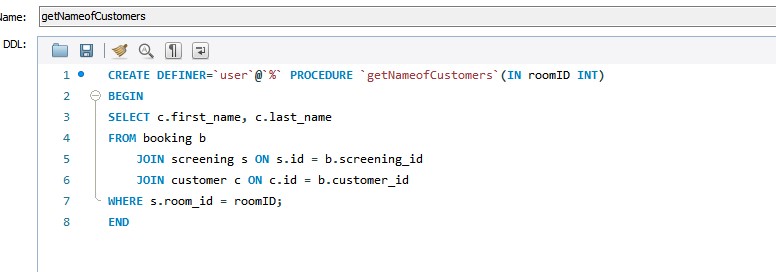 Name: getNameofCustomers
DDL:
1 CREATE DEFINER=`user`@`%` PROCEDURE `getNameofCustomers`(IN roomID INT)
2 BEGIN
3 SELECT c.first_name, c.last_name
4 FROM booking b
5 JOIN screening s ON s.id = b.screening_id
6 JOIN customer c ON c.id = b.customer_id
7 WHERE s.room_id = roomID;
8 END